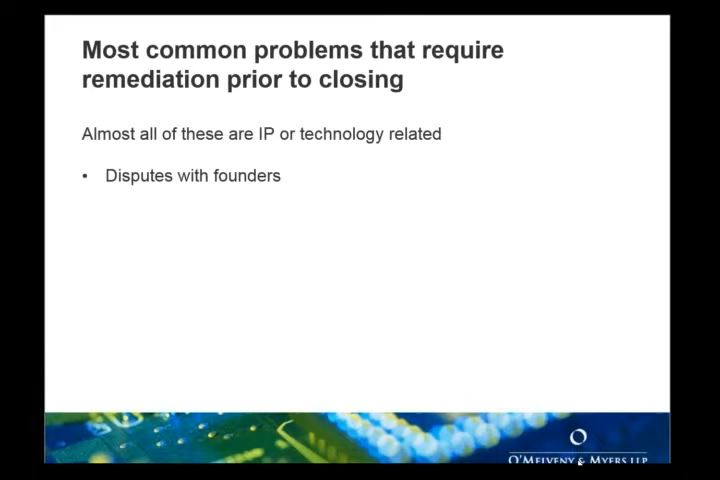 Most common problems that require
remediation prior to closing
Almost all of these are IP or technology related
• Disputes with founders
O'MELVENY & MYERS LLP